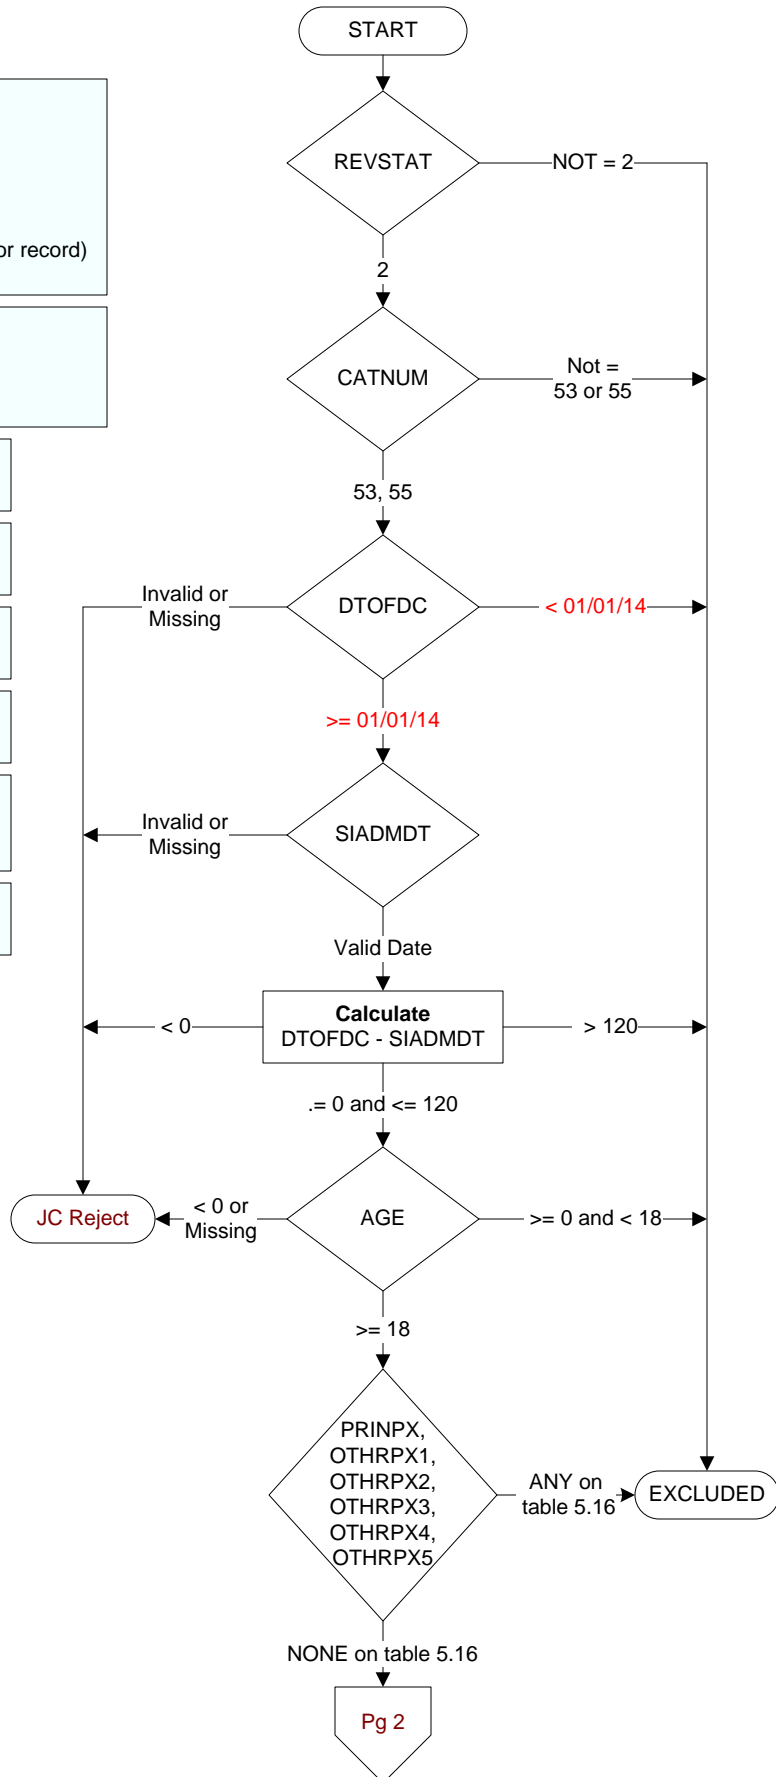 START
REVSTAT
NOT = 2
or record)
2
CATNUM
Not =
53 or 55
53, 55
Invalid or
Missing
DTOFDC
< 01/01/14
>= 01/01/14
Invalid or
Missing
SIADMDT
Valid Date
Calculate
DTOFDC - SIADMDT
< 0
> 120
.= 0 and <= 120
JC Reject
< 0 or
Missing
AGE
>= 0 and < 18
>= 18
PRINPX,
OTHRPX1,
OTHRPX2,
OTHRPX3,
OTHRPX4,
OTHRPX5
ANY on
table 5.16
EXCLUDED
NONE on table 5.16
Pg 2